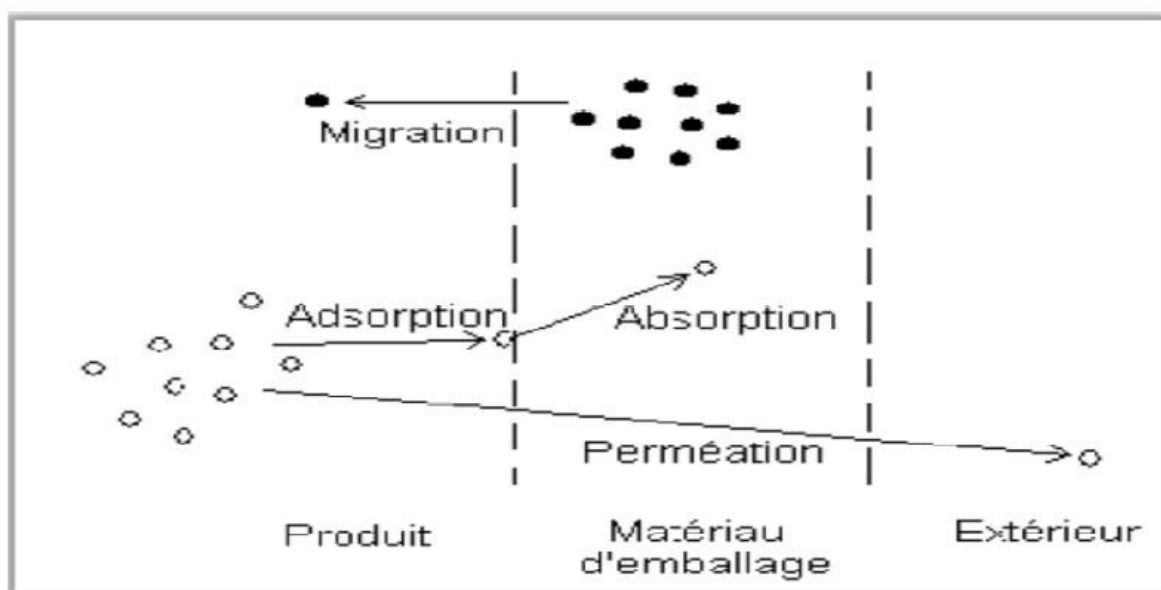 Migration
Adsorption
Absorption
Perméation
Produit
Matériau
d'emballage
Extérieur